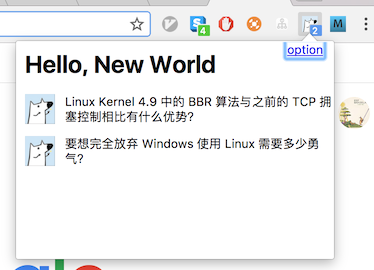 4
2
M
option
Hello, New World
Linux Kernel 4.9 中的 BBR 算法与之前的 TCP 拥
塞控制相比有什么优势?
要想完全放弃 Windows 使用 Linux 需要多少勇
气?